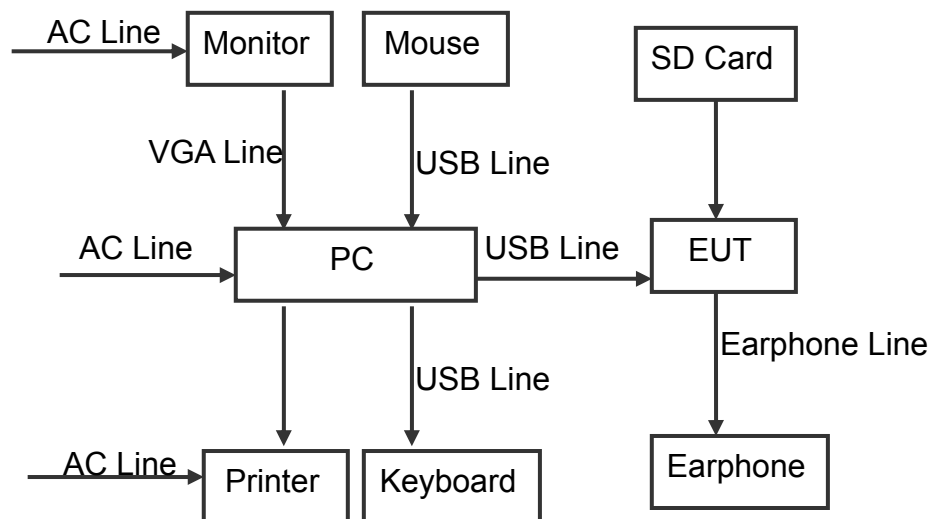 AC Line
Monitor
Mouse
SD Card
VGA Line
USB Line
AC Line
PC
USB Line
EUT
Earphone Line
USB Line
AC Line
Printer
Keyboard
Earphone